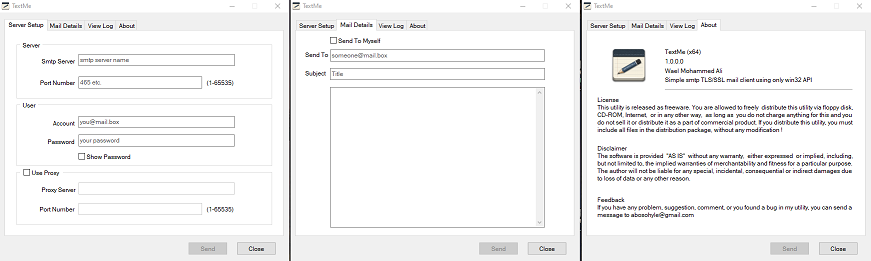 TextMe
Server Setup Mail Details View Log About
Server
Smtp Server smtp server name
Port Number 465 etc. (1-65535)
User
Account you@mail.box
Password your password
Show Password
Use Proxy
Proxy Server
Port Number (1-65535)
Send Close
TextMe
Server Setup Mail Details View Log About
Send To Myself
Send To someone@mail.box
Subject Title
Send Close
TextMe
Server Setup Mail Details View Log About
TextMe (x64)
1.0.0.0
Wael Mohammed Ali
Simple smtp TLS/SSL mail client using only win32 API
License
This utility is released as freeware. You are allowed to freely distribute this utility via floppy disk,
CD-ROM, Internet, or in any other way, as long as you do not charge anything for this and you
do not sell it or distribute it as a part of commercial product. If you distribute this utility, you must
include all files in the distribution package, without any modification !
Disclaimer
The software is provided "AS IS" without any warranty, either expressed or implied, including,
but not limited to, the implied warranties of merchantability and fitness for a particular purpose.
The author will not be liable for any special, incidental, consequential or indirect damages due
to loss of data or any other reason.
Feedback
If you have any problem, suggestion, comment, or you found a bug in my utility, you can send a
message to abosohyle@gmail.com
Send Close